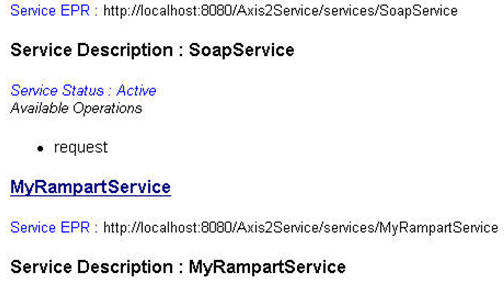 Service EPR : http://localhost:8080/Axis2Service/services/SoapService
Service Description : SoapService
Service Status : Active
Available Operations
• request
MyRampartService
Service EPR : http://localhost:8080/Axis2Service/services/MyRampartService
Service Description : MyRampartService